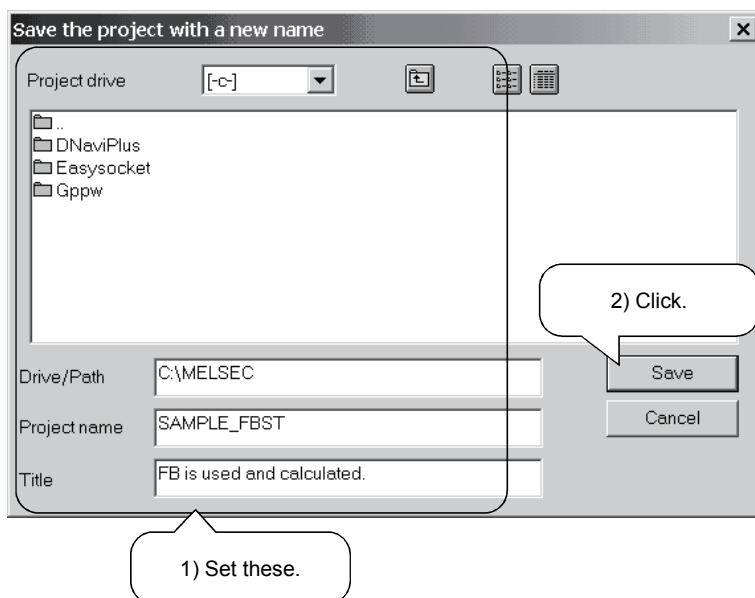 Save the project with a new name
Project drive [-c-]
..
DNaviPlus
Easysocket
Gppw
2) Click.
Drive/Path C:\MELSEC
Save
Project name SAMPLE_FBST
Cancel
Title FB is used and calculated.
1) Set these.